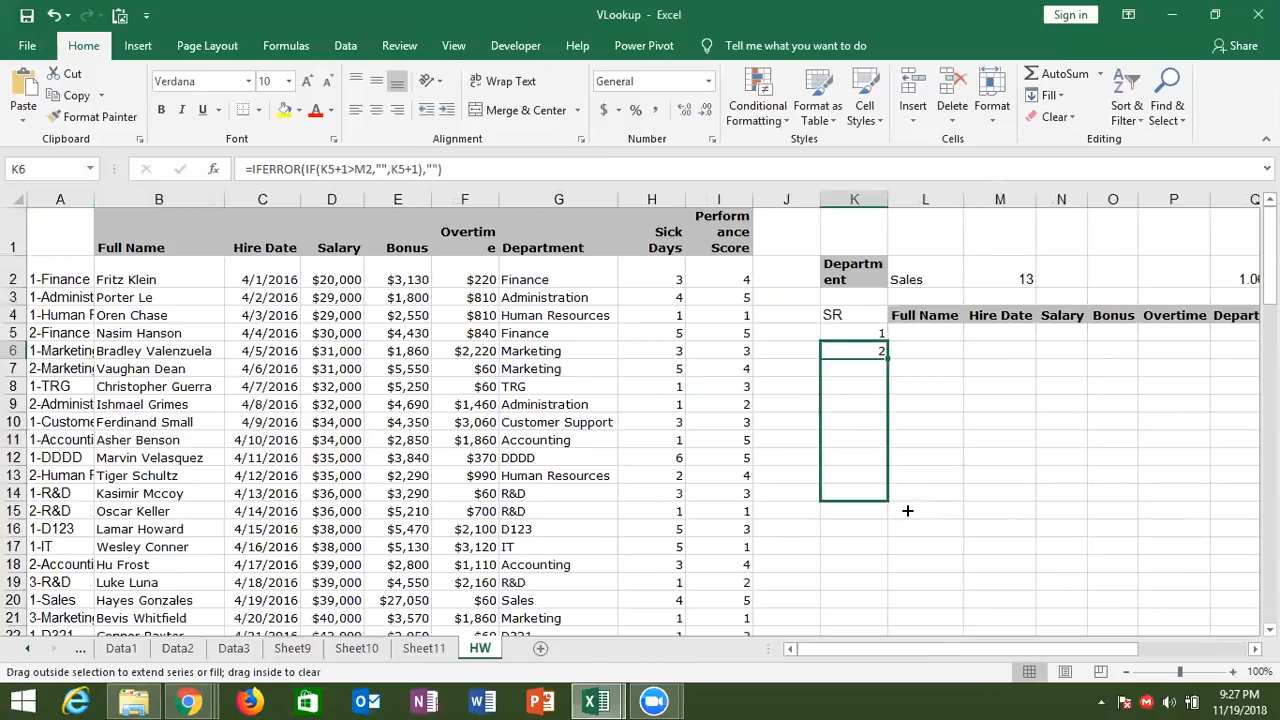 VLookup - Excel
Sign in
File Home Insert Page Layout Formulas Data Review View Developer Help Power Pivot Tell me what you want to do Share
Paste Cut Copy Format Painter
Verdana 10
B I U
Wrap Text
Merge & Center
General
$ % ,
Conditional Formatting Format as Table Cell Styles
Insert Delete Format
AutoSum Fill Clear
Sort & Filter Find & Select
Clipboard Font Alignment Number Styles Cells Editing
K6 =IFERROR(IF(K5+1>M2,"",K5+1),"")
A B C D E F G H I J K L M N O P Q
1 Full Name Hire Date Salary Bonus Overtim e Department Sick Days Perform ance Score
2 1-Finance Fritz Klein 4/1/2016 $20,000 $3,130 $220 Finance 3 4 Departm ent Sales 13 1.0
3 1-Administ Porter Le 4/2/2016 $29,000 $1,800 $810 Administration 4 5
4 1-Human F Oren Chase 4/3/2016 $29,000 $1,800 $810 Human Resources 1 1 SR Full Name Hire Date Salary Bonus Overtime Depart
5 2-Finance Nasim Hanson 4/4/2016 $30,000 $4,430 $840 Finance 5 5 1
6 1-Marketing Bradley Valenzuela 4/5/2016 $31,000 $1,860 $2,220 Marketing 3 3 2
7 2-Marketing Vaughan Dean 4/6/2016 $31,000 $5,550 $60 Marketing 5 4
8 1-TRG Christopher Guerra 4/7/2016 $32,000 $5,250 $60 TRG 1 3
9 2-Administ Ishmael Grimes 4/8/2016 $32,000 $4,690 $1,460 Administration 1 2
10 1-Custome Ferdinand Small 4/9/2016 $34,000 $4,350 $3,060 Customer Support 3 3
11 1-Accounti Asher Benson 4/10/2016 $34,000 $2,850 $1,860 Accounting 1 5
12 1-DDDD Marvin Velasquez 4/11/2016 $35,000 $3,840 $370 DDDD 6 5
13 2-Human F Tiger Schultz 4/12/2016 $35,000 $2,290 $990 Human Resources 2 4
14 1-R&D Kasimir Mccoy 4/13/2016 $36,000 $3,290 $60 R&D 3 3
15 2-R&D Oscar Keller 4/14/2016 $36,000 $5,210 $700 R&D 1 1
16 1-D123 Lamar Howard 4/15/2016 $38,000 $5,470 $2,100 D123 5 3
17 1-IT Wesley Conner 4/16/2016 $38,000 $5,130 $3,120 IT 5 1
18 2-Accounti Hu Frost 4/17/2016 $39,000 $2,800 $1,110 Accounting 3 4
19 3-R&D Luke Luna 4/18/2016 $39,000 $4,550 $2,160 R&D 1 2
20 1-Sales Hayes Gonzales 4/19/2016 $39,000 $27,050 $60 Sales 4 5
21 3-Marketing Bevis Whitfield 4/20/2016 $40,000 $3,570 $1,860 Marketing 1 1
... Data1 Data2 Data3 Sheet9 Sheet10 Sheet11 HW
Drag outside selection to extend series or fill; drag inside to clear 100%
9:27 PM
11/19/2018